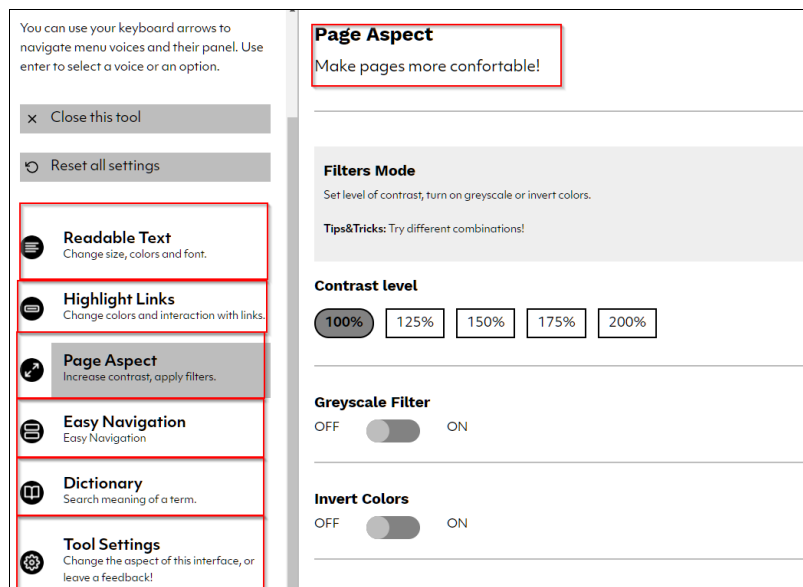 You can use your keyboard arrows to
navigate menu voices and their panel. Use
enter to select a voice or an option.
Close this tool
Reset all settings
Readable Text
Change size, colors and font.
Highlight Links
Change colors and interaction with links.
Page Aspect
Increase contrast, apply filters.
Easy Navigation
Easy Navigation
Dictionary
Search meaning of a term.
Tool Settings
Change the aspect of this interface, or
leave a feedback!
Page Aspect
Make pages more confortable!
Filters Mode
Set level of contrast, turn on greyscale or invert colors.
Tips&Tricks: Try different combinations!
Contrast level
100% 125% 150% 175% 200%
Greyscale Filter
OFF ON
Invert Colors
OFF ON